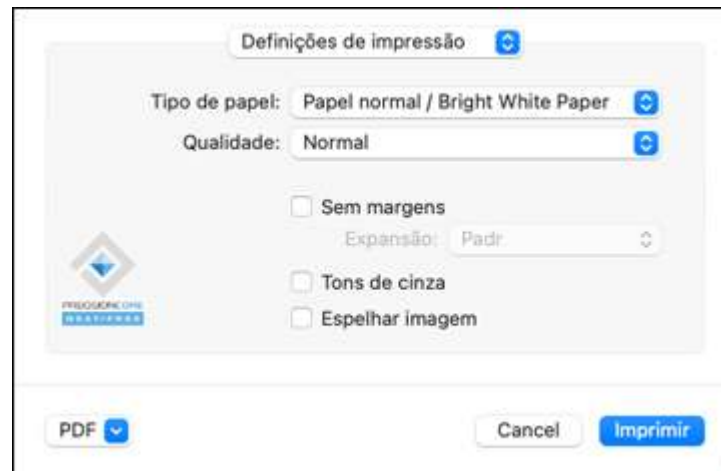 Definições de impressão
Tipo de papel: Papel normal / Bright White Paper
Qualidade: Normal
Sem margens
Expansão: Padr
Tons de cinza
PRECISIONCORE
Espelhar imagem
PDF Cancel Imprimir